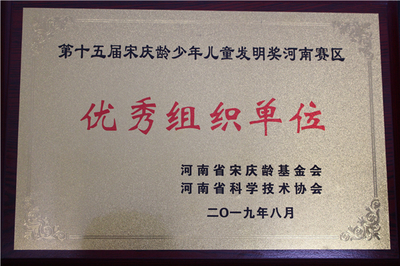 第十五届宋庆龄少年儿童发明奖河南赛区
优秀组织单位
河南省宋庆龄基金会
河南省科学技术协会
二〇一九年八月